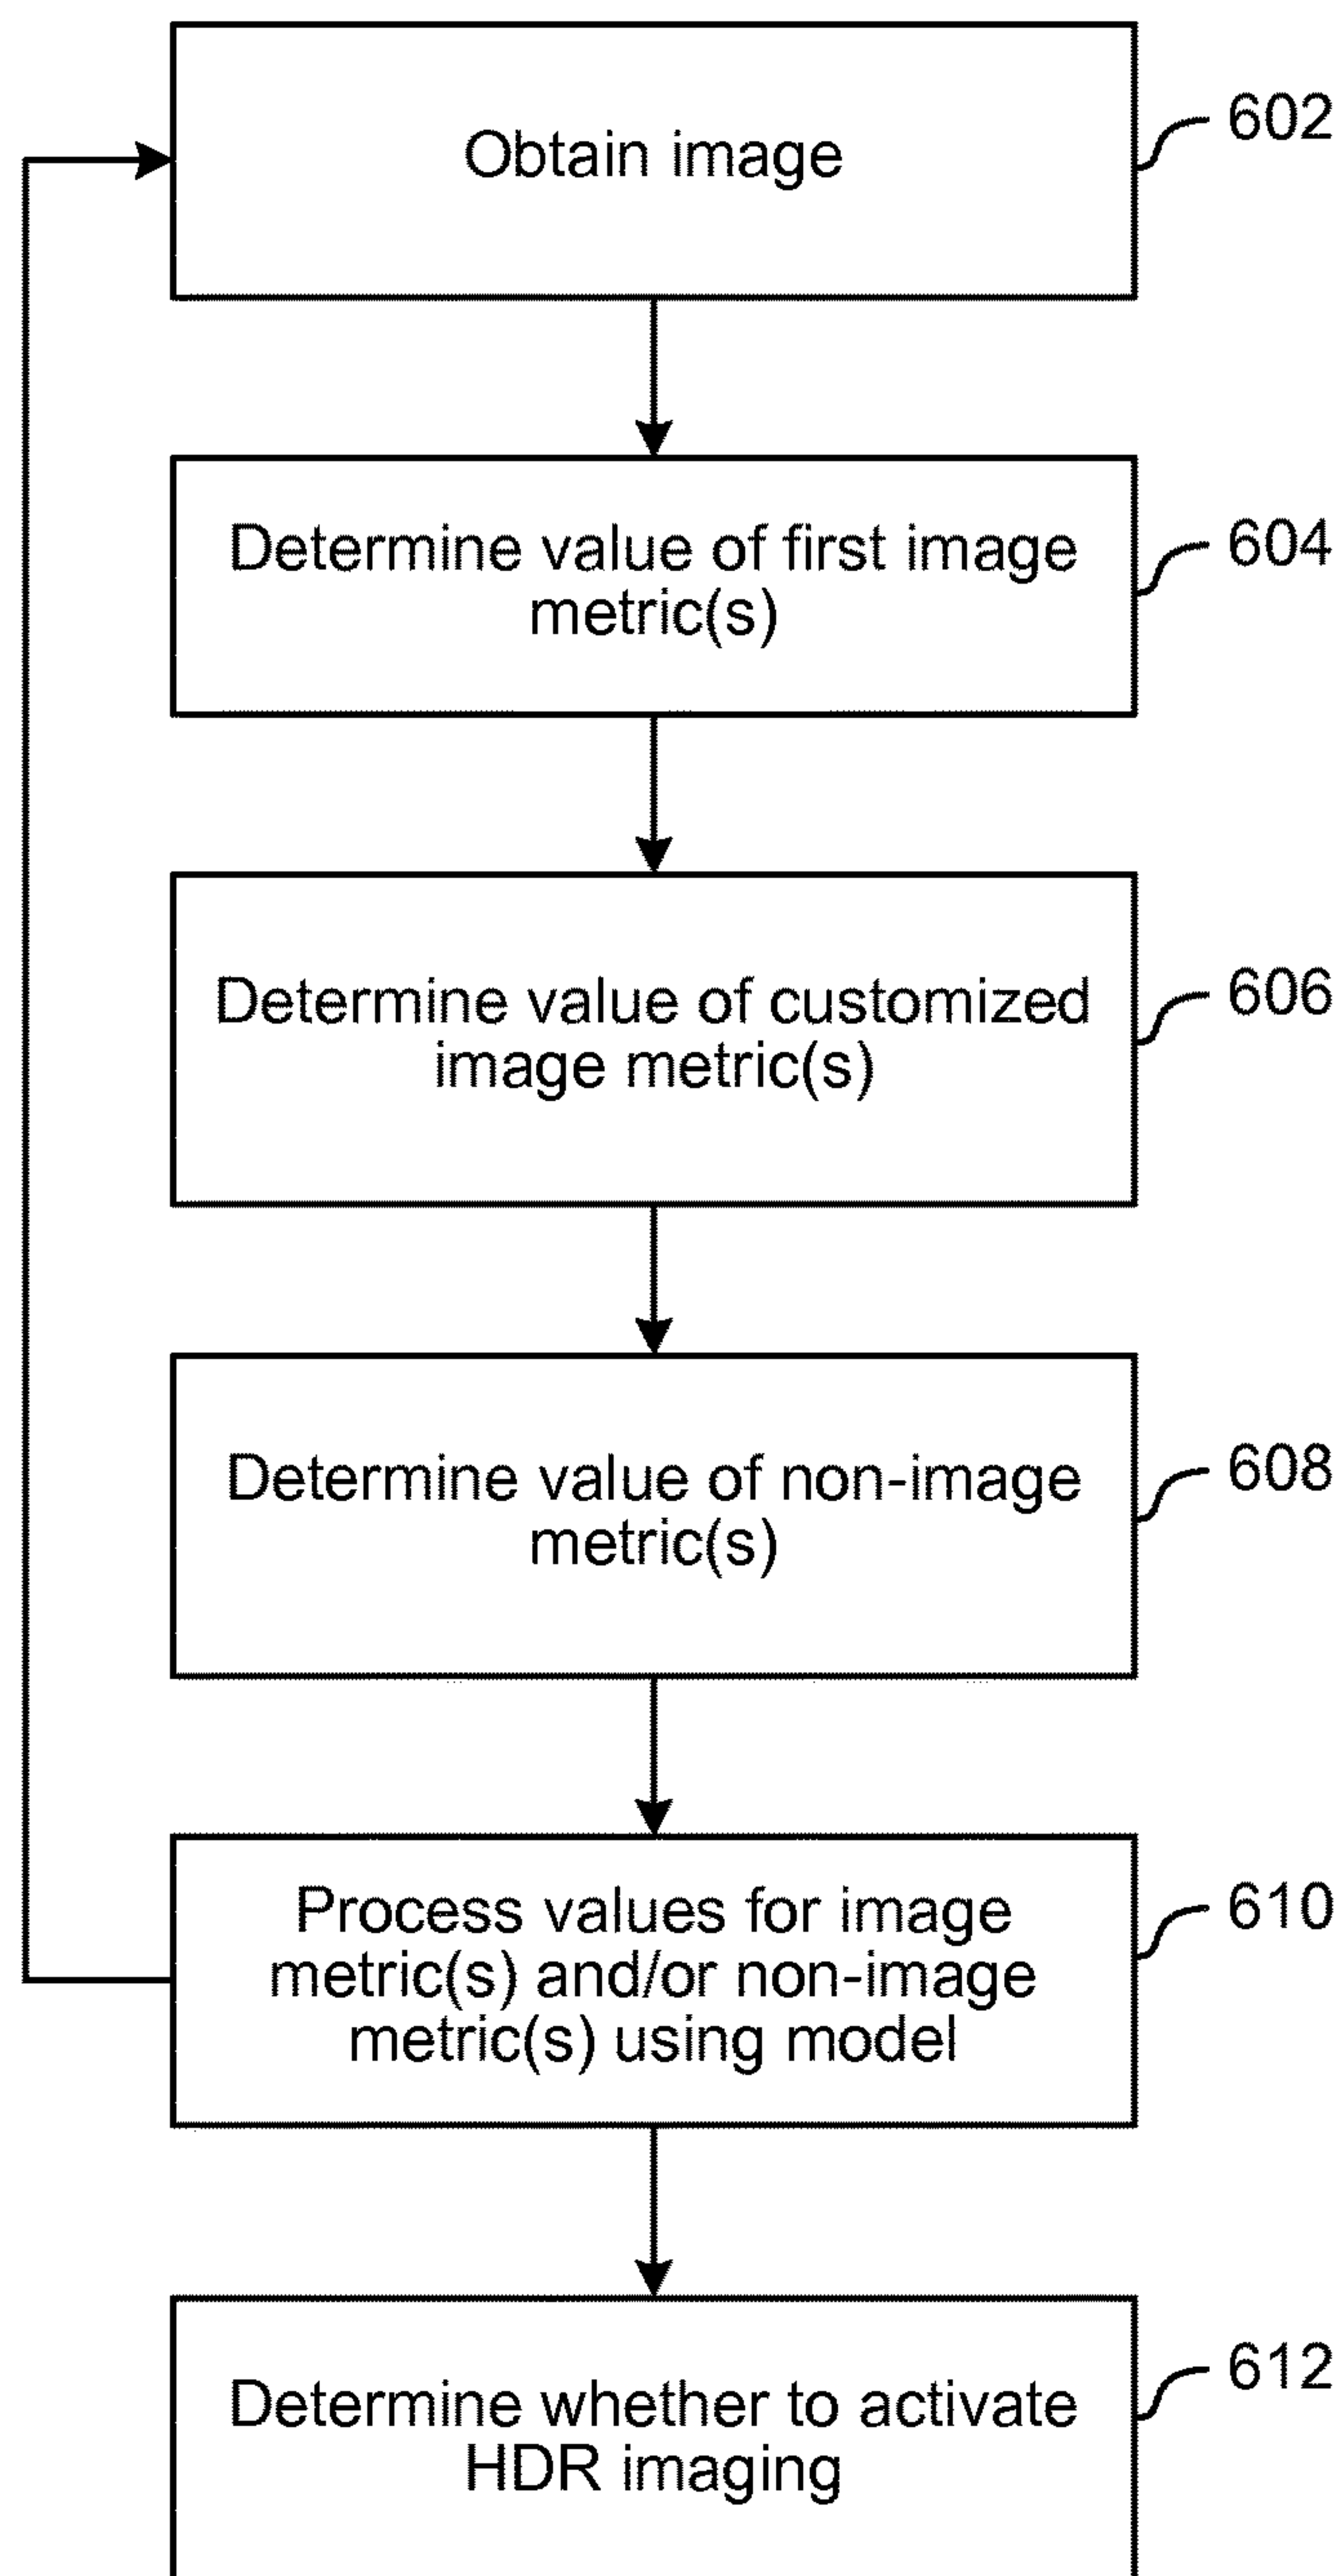 Obtain image
602
Determine value of first image
metric(s)
604
Determine value of customized
image metric(s)
606
Determine value of non-image
metric(s)
608
Process values for image
metric(s) and/or non-image
metric(s) using model
610
Determine whether to activate
HDR imaging
612